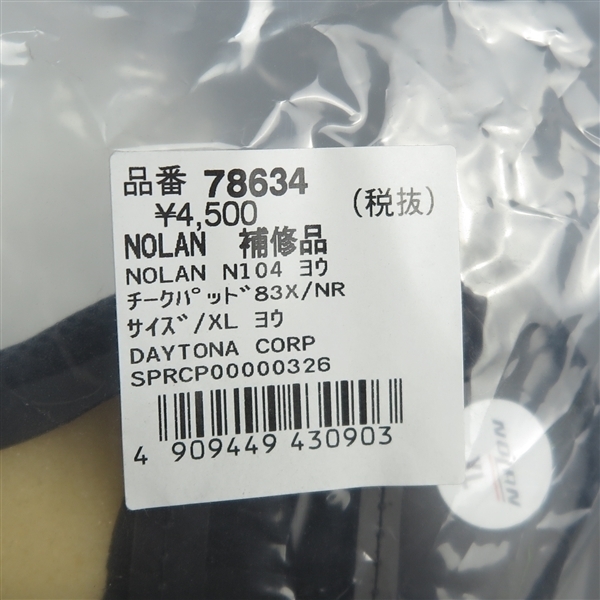 品番 78634
¥4,500 (税抜)
NOLAN 補修品
NOLAN N104 ﾖｳ
ﾁｰｸﾊﾟｯﾄﾞ83X/NR
ｻｲｽﾞ/XL ﾖｳ
DAYTONA CORP
SPRCP00000326
4 909449 430903
NOLAN
XL